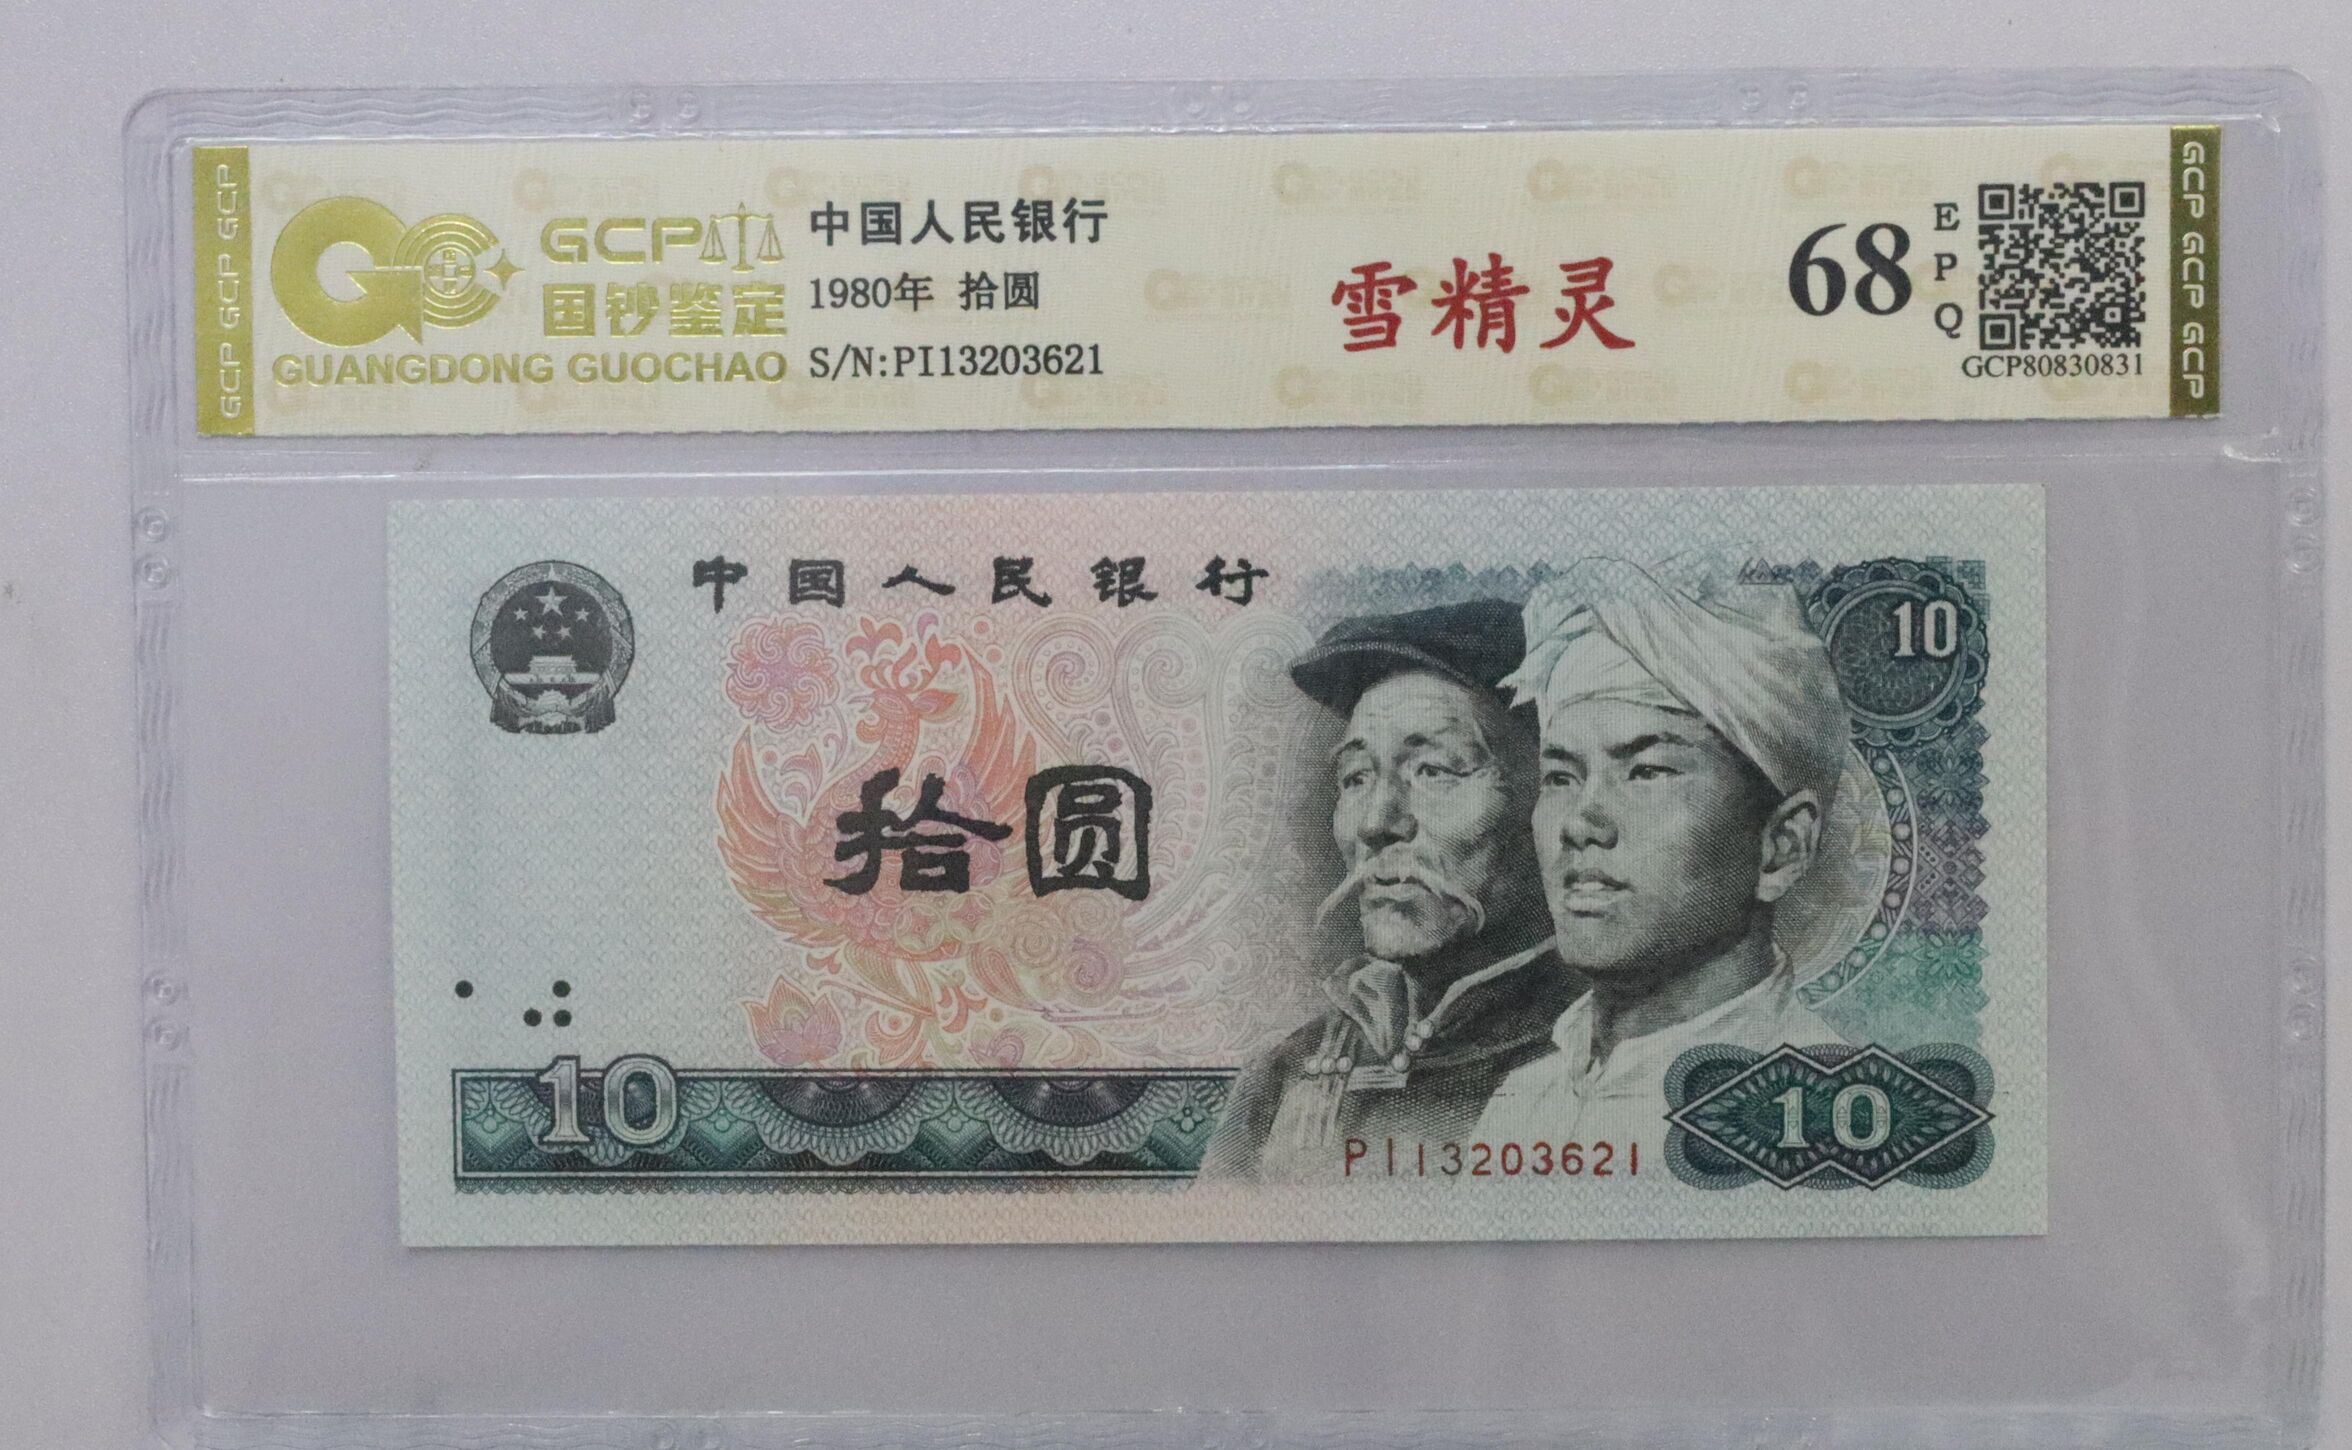 GCP GCP GCP
GCP
国钞鉴定
GUANGDONG GUOCHAO
中国人民银行
1980年 拾圆
S/N:PI13203621
雪精灵
68
EPQ
GCP80830831
GCP GCP GCP
中国人民银行
10
拾圆
10
10
PI13203621